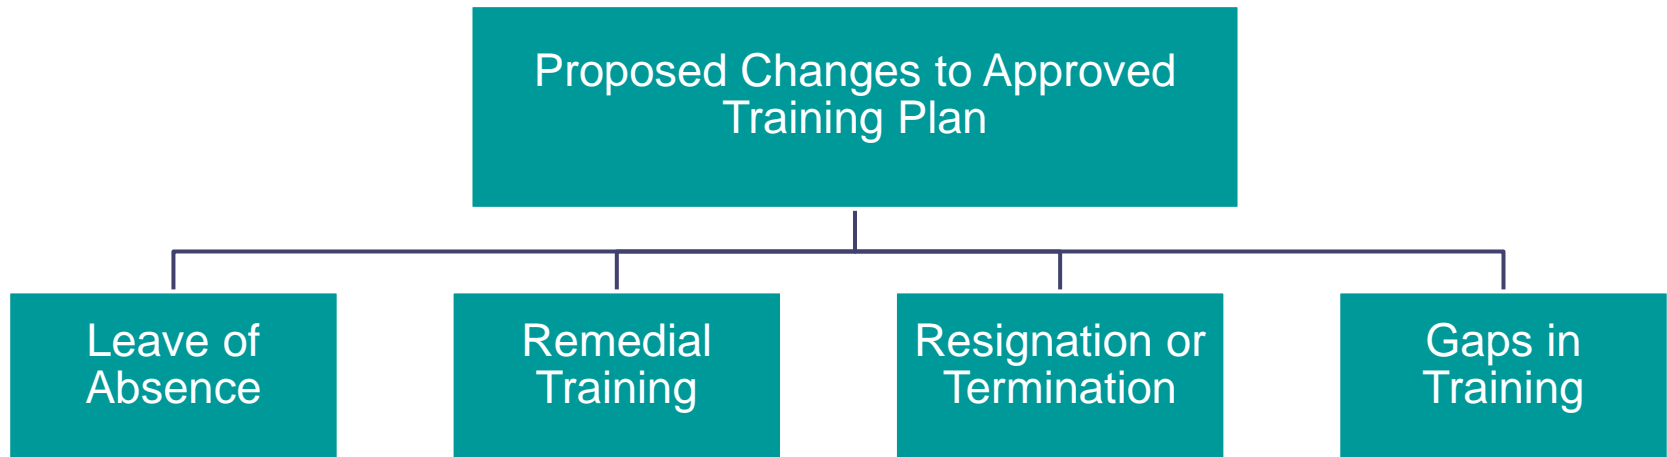 Proposed Changes to Approved
Training Plan
Leave of
Absence
Remedial
Training
Resignation or
Termination
Gaps in
Training